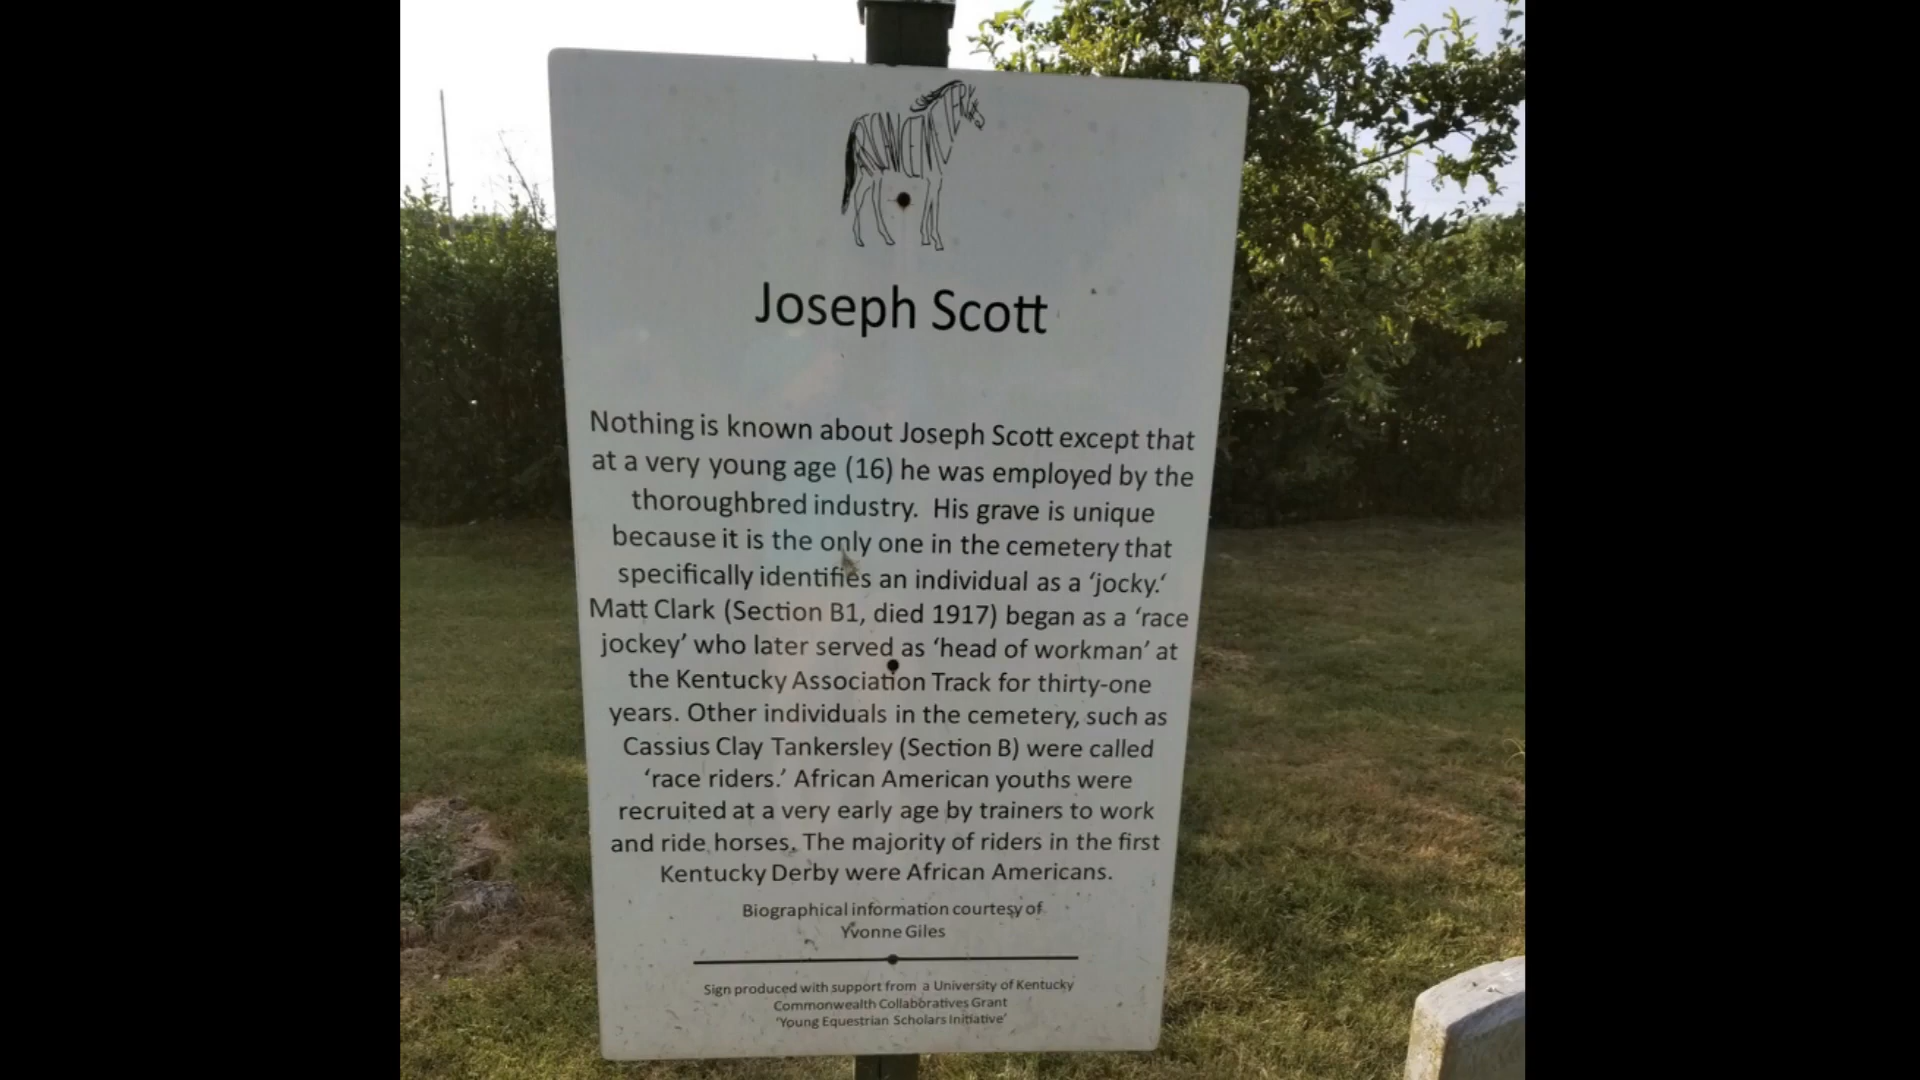 Joseph Scott
Nothing is known about Joseph Scott except that
at a very young age (16) he was employed by the
thoroughbred industry.  His grave is unique
because it is the only one in the cemetery that
specifically identifies an individual as a ‘jocky.‘
Matt Clark (Section B1, died 1917) began as a ‘race
jockey’ who later served as ‘head of workman’ at
the Kentucky Association Track for thirty-one
years. Other individuals in the cemetery, such as
Cassius Clay Tankersley (Section B) were called
‘race riders.’ African American youths were
recruited at a very early age by trainers to work
and ride horses. The majority of riders in the first
Kentucky Derby were African Americans.
Biographical information courtesy of
Yvonne Giles
Sign produced with support from a University of Kentucky
Commonwealth Collaboratives Grant
‘Young Equestrian Scholars Initiative’